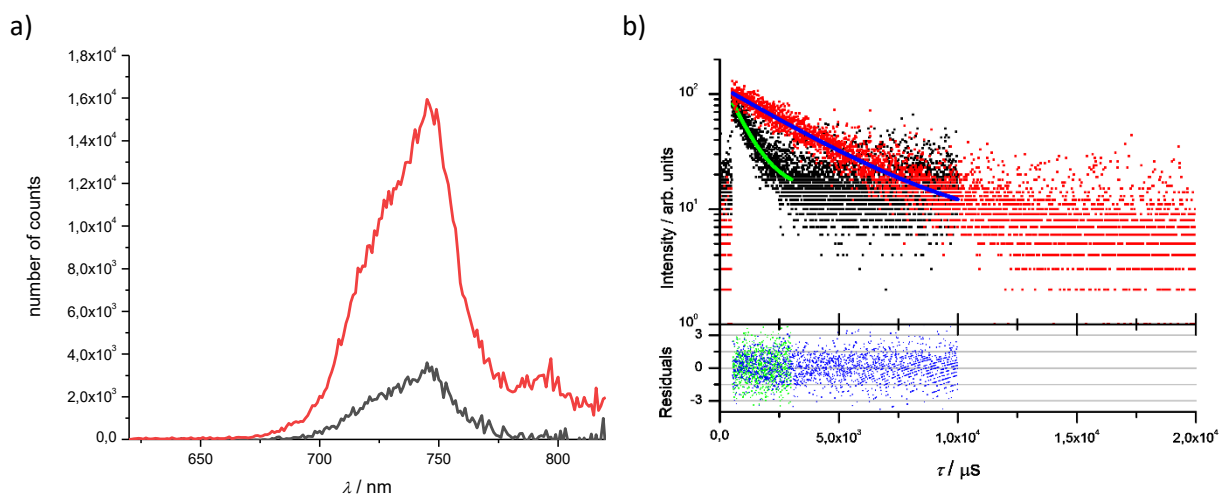 a)
1,8x10⁴
1,6x10⁴
1,4x10⁴
1,2x10⁴
1,0x10⁴
8,0x10³
6,0x10³
4,0x10³
2,0x10³
0,0
number of counts
650
700
750
800
λ / nm
b)
10²
10¹
10⁰
Intensity / arb. units
3
0
-3
Residuals
0,0
5,0x10³
1,0x10⁴
1,5x10⁴
2,0x10⁴
τ / μs